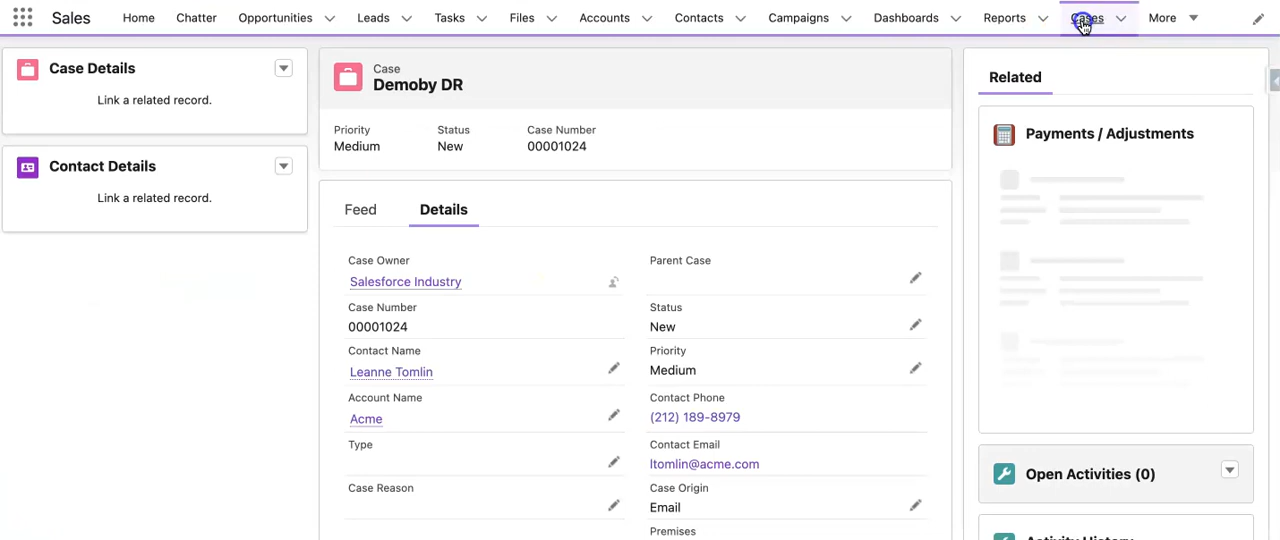 Sales Home Chatter Opportunities Leads Tasks Files Accounts Contacts Campaigns Dashboards Reports Cases More
Case Details
Link a related record.
Contact Details
Link a related record.
Case
Demoby DR
Priority Status Case Number
Medium New 00001024
Feed Details
Case Owner
Salesforce Industry
Case Number
00001024
Contact Name
Leanne Tomlin
Account Name
Acme
Type
Case Reason
Parent Case
Status
New
Priority
Medium
Contact Phone
(212) 189-8979
Contact Email
ltomlin@acme.com
Case Origin
Email
Premises
Related
Payments / Adjustments
Open Activities (0)
Activity History